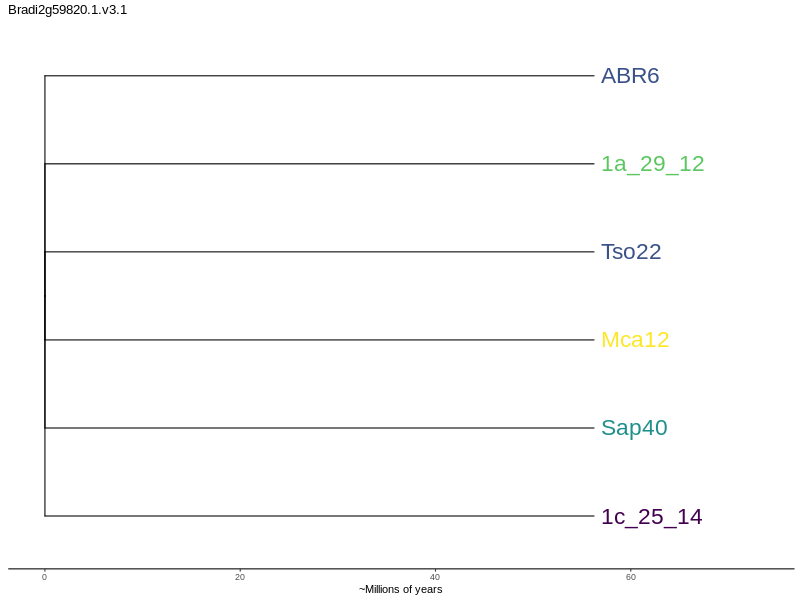 Bradi2g59820.1.v3.1
ABR6
1a_29_12
Tso22
Mca12
Sap40
1c_25_14
0 20 40 60
~Millions of years